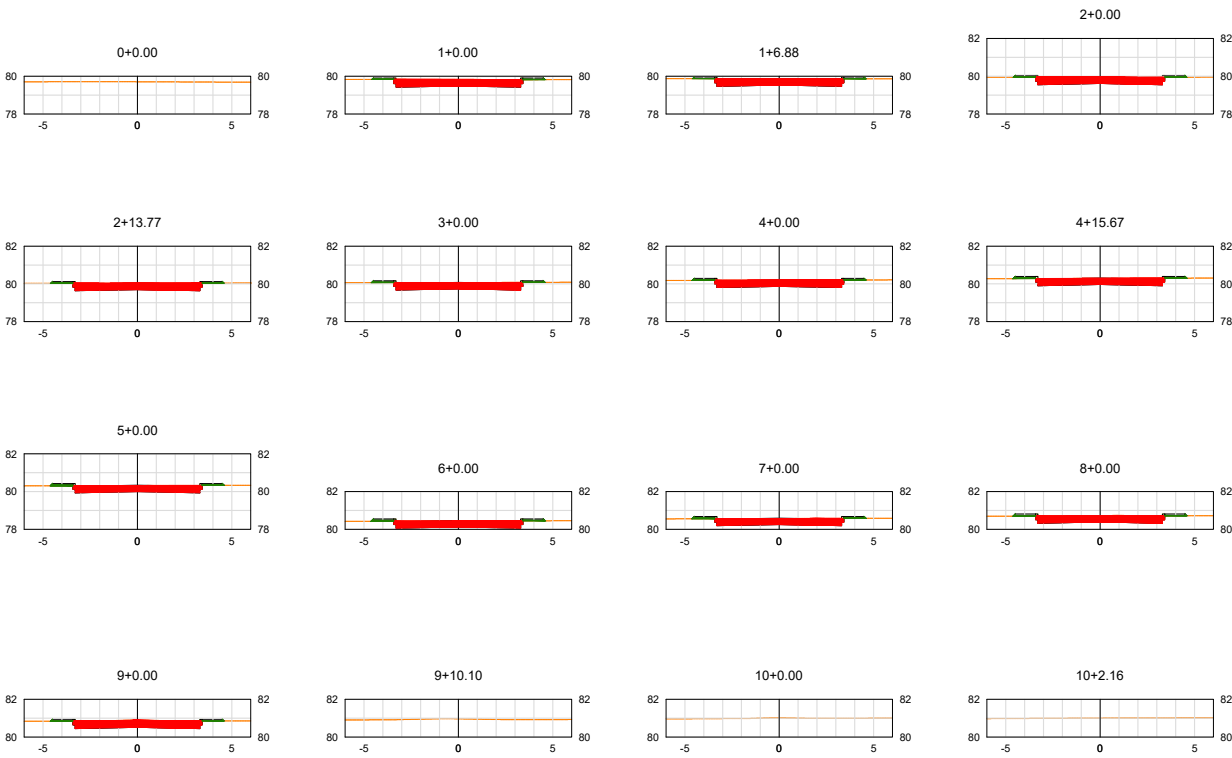 2+0.00
0+0.00 1+0.00 1+6.88
82 82
80 80 80 80 80 80 80 80
78 78 78 78 78 78 78 78
-5 0 5 -5 0 5 -5 0 5 -5 0 5
2+13.77 3+0.00 4+0.00 4+15.67
82 82 82 82 82 82 82 82
80 80 80 80 80 80 80 80
78 78 78 78 78 78 78 78
-5 0 5 -5 0 5 -5 0 5 -5 0 5
5+0.00
6+0.00 7+0.00 8+0.00
82 82
80 80 82 82 82 82 82 82
78 78 80 80 80 80 80 80
-5 0 5 -5 0 5 -5 0 5 -5 0 5
9+0.00 9+10.10 10+0.00 10+2.16
82 82 82 82 82 82 82 82
80 80 80 80 80 80 80 80
-5 0 5 -5 0 5 -5 0 5 -5 0 5